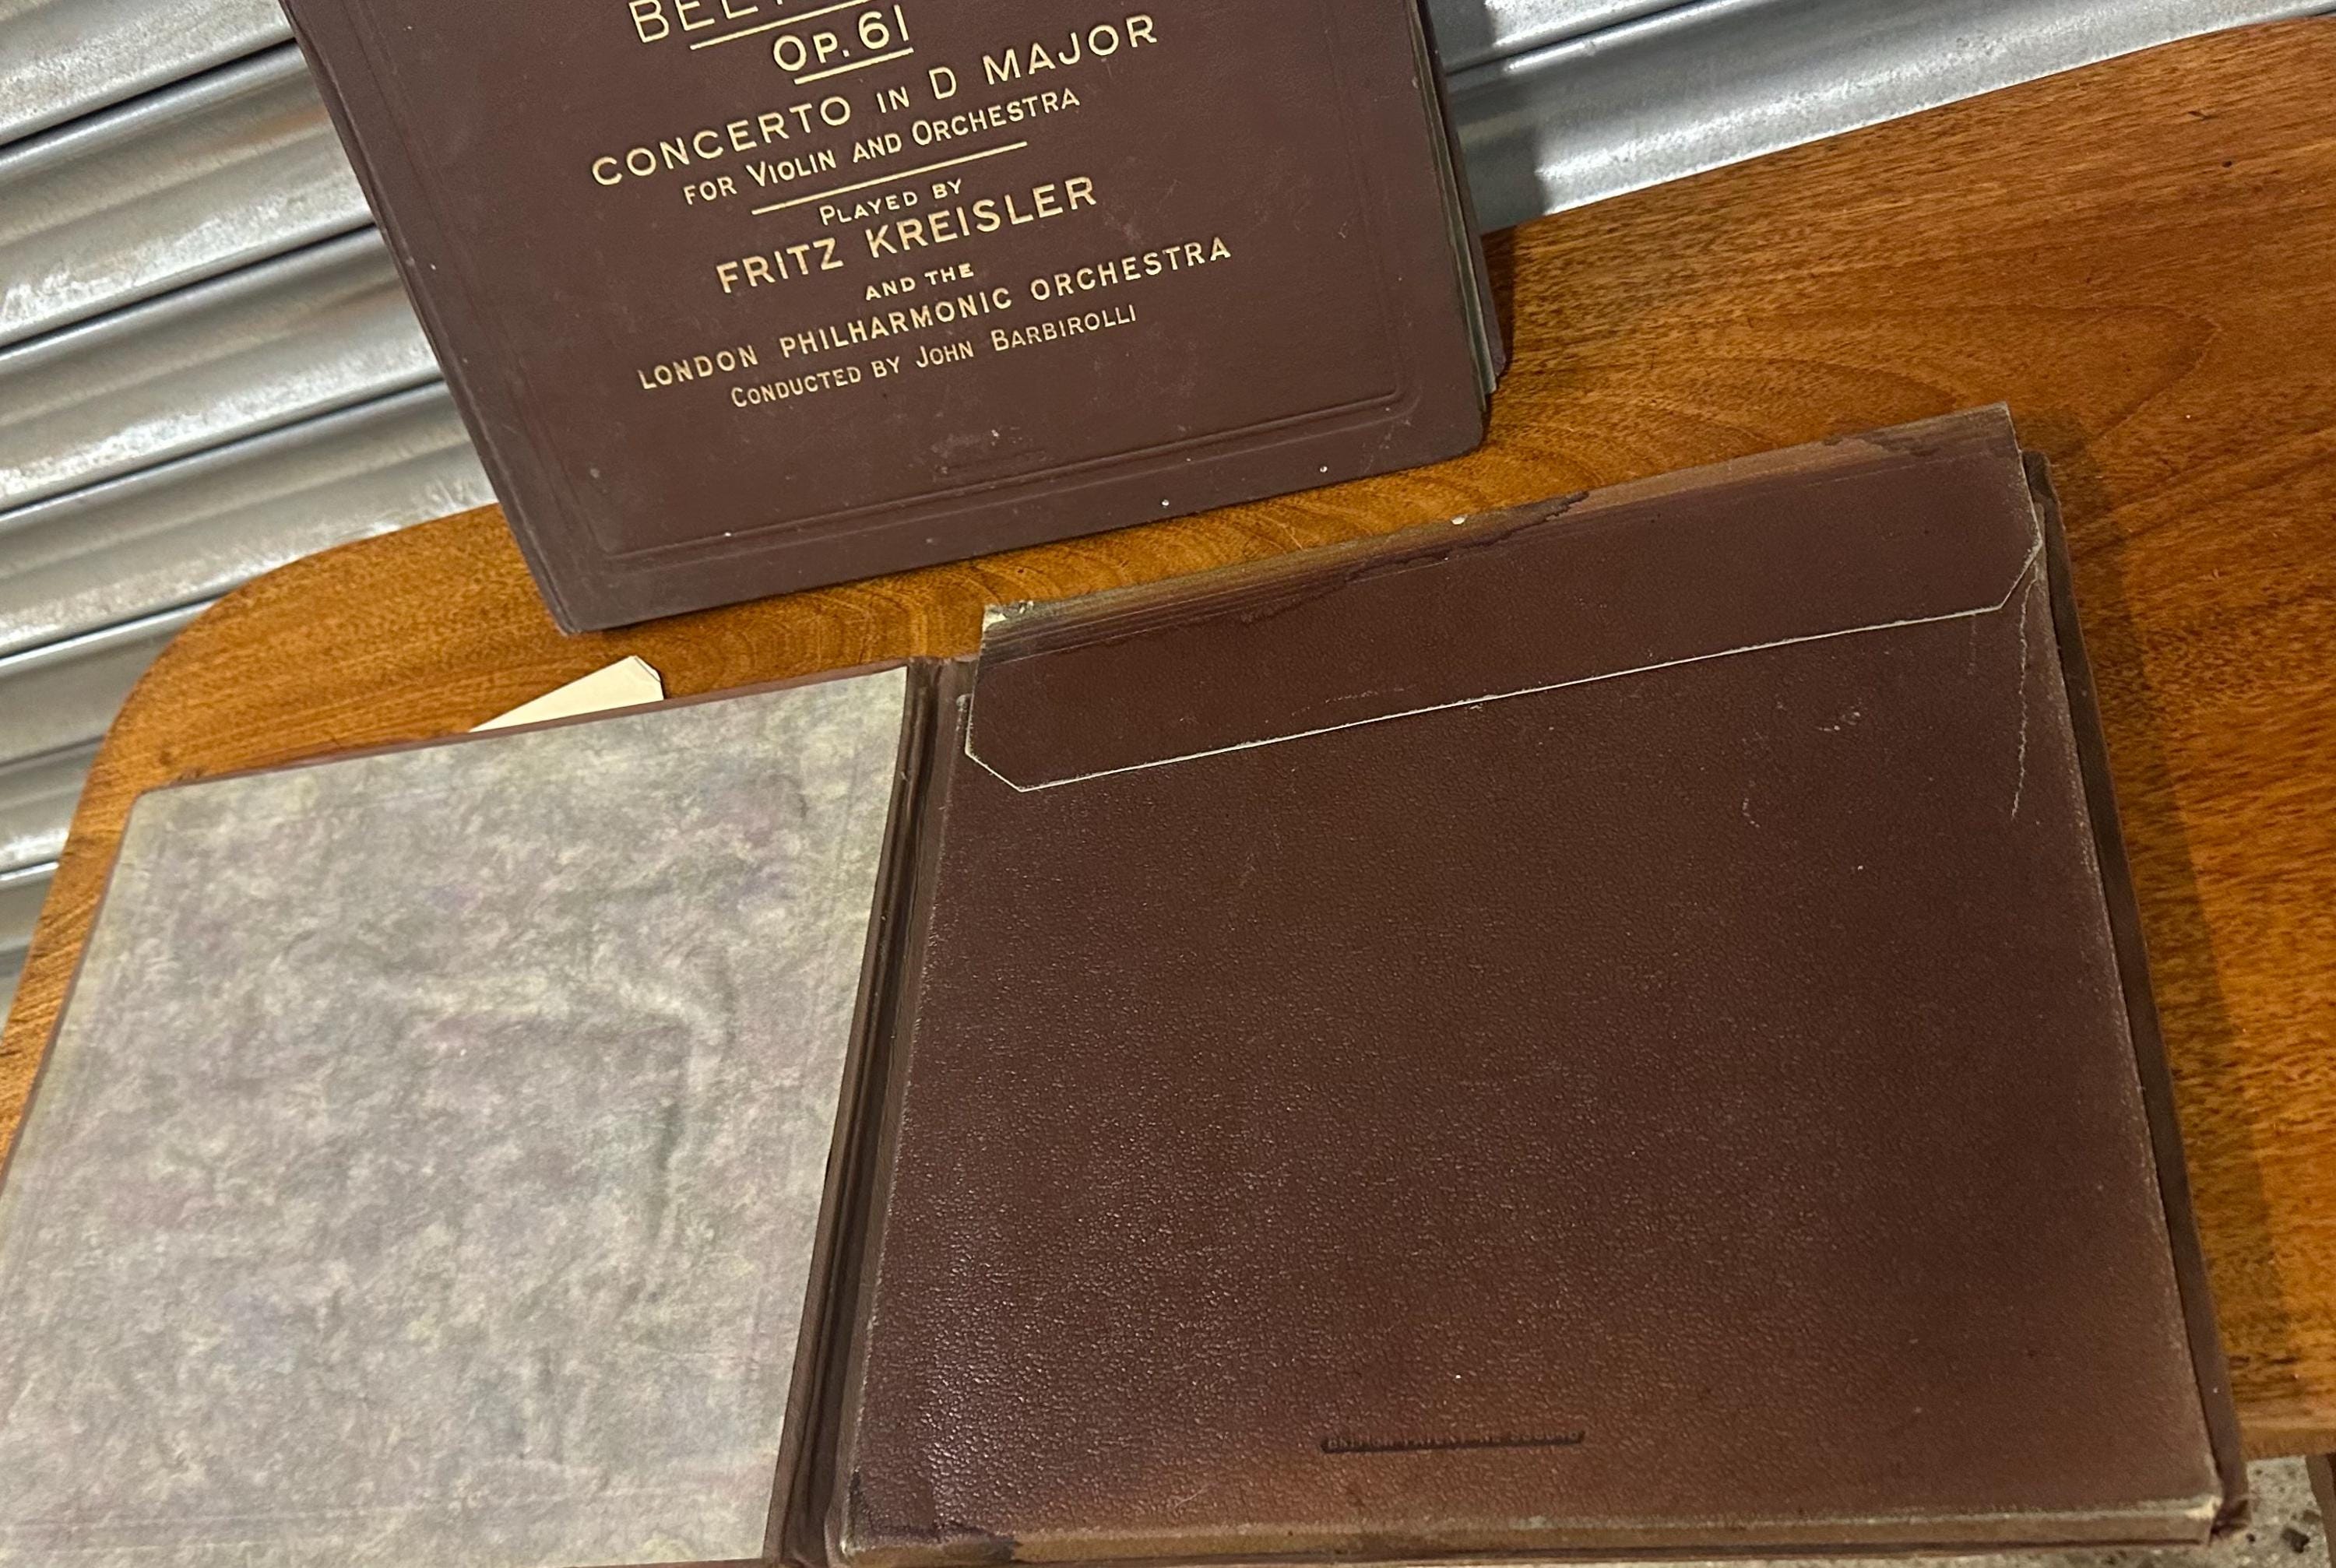 Op. 61
CONCERTO IN D MAJOR
FOR VIOLIN AND ORCHESTRA
PLAYED BY
FRITZ KREISLER
AND THE
LONDON PHILHARMONIC ORCHESTRA
CONDUCTED BY JOHN BARBIROLLI